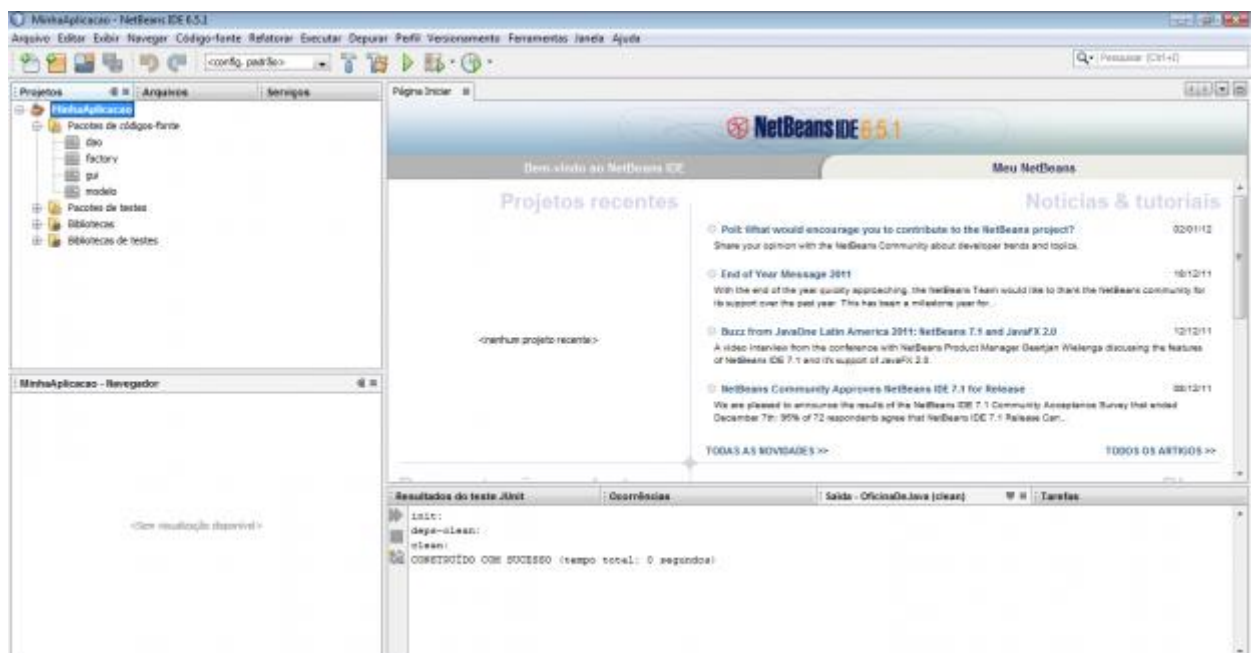 MinhaAplicacao - NetBeans IDE 6.5.1
Arquivo Editar Exibir Navegar Código-fonte Refatorar Executar Depurar Perfil Versionamento Ferramentas Janela Ajuda
<config. padrão>
Pesquisar (Ctrl+I)
Projetos Arquivos Serviços
MinhaAplicacao
Pacotes de códigos-fonte
dao
factory
gui
modelo
Pacotes de testes
Bibliotecas
Bibliotecas de testes
MinhaAplicacao - Navegador
<Sem visualização disponível>
Página Inicial
NetBeans IDE 6.5.1
Bem-vindo ao NetBeans IDE
Meu NetBeans
Projetos recentes
<nenhum projeto recente>
Notícias & tutoriais
Poll: What would encourage you to contribute to the NetBeans project? 02/01/12
Share your opinion with the NetBeans Community about developer trends and topics.
End of Year Message 2011
With the end of the year quickly approaching, the NetBeans Team would like to thank the NetBeans community for
its support over the past year. This has been a milestone year for...
Buzz from JavaOne Latin America 2011: NetBeans 7.1 and JavaFX 2.0 12/12/11
A video interview from the conference with NetBeans Product Manager Geertjan Wielenga discussing the features
of NetBeans IDE 7.1 and it's support of JavaFX 2.0.
NetBeans Community Approves NetBeans IDE 7.1 for Release
We are pleased to announce the results of the NetBeans IDE 7.1 Community Acceptance Survey that ended
December 7th: 95% of 72 respondents agree that NetBeans IDE 7.1 Release Can...
TODAS AS NOVIDADES >>
TODOS OS ARTIGOS >>
Resultados do teste JUnit Ocorrências Saída - OficinaDeJava (clean) Tarefas
init:
deps-clean:
clean:
CONSTRUÍDO COM SUCESSO (tempo total: 0 segundos)